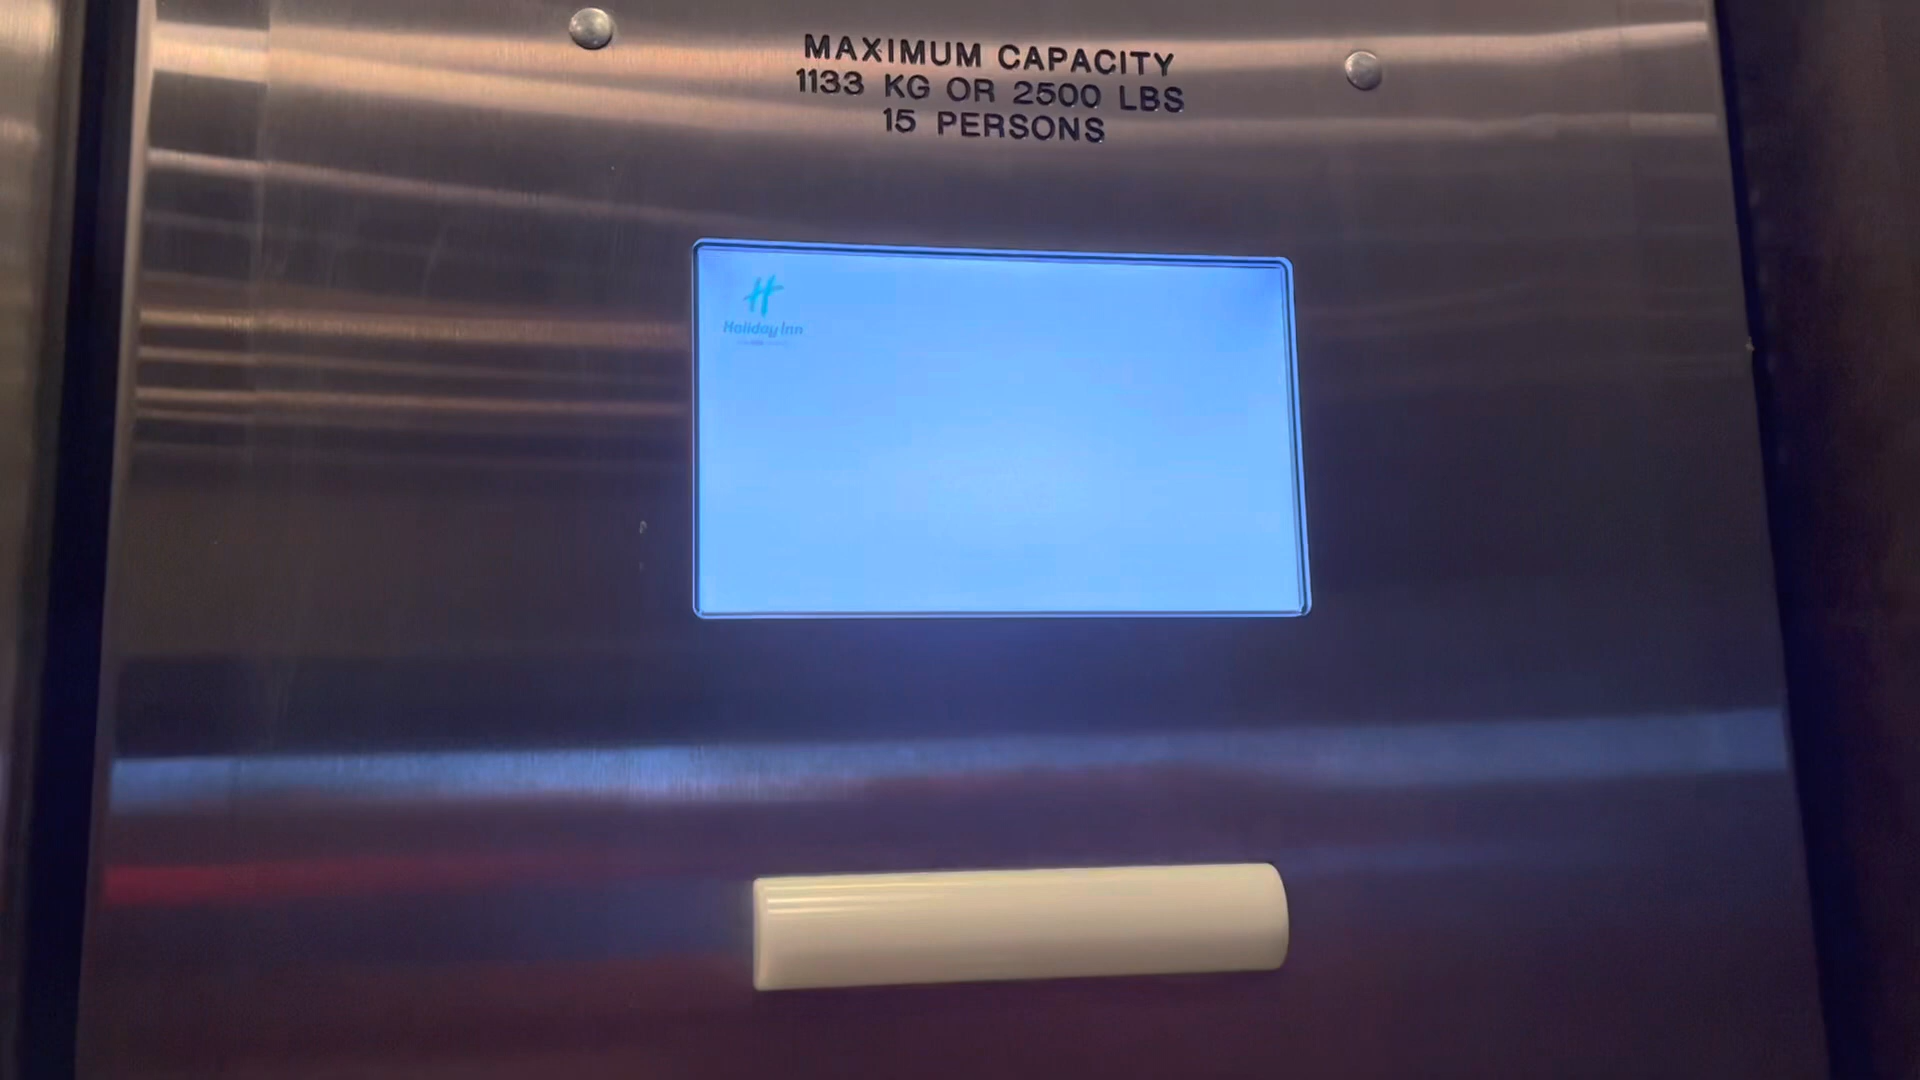 MAXIMUM CAPACITY
1133 KG OR 2500 LBS
15 PERSONS
Holiday Inn